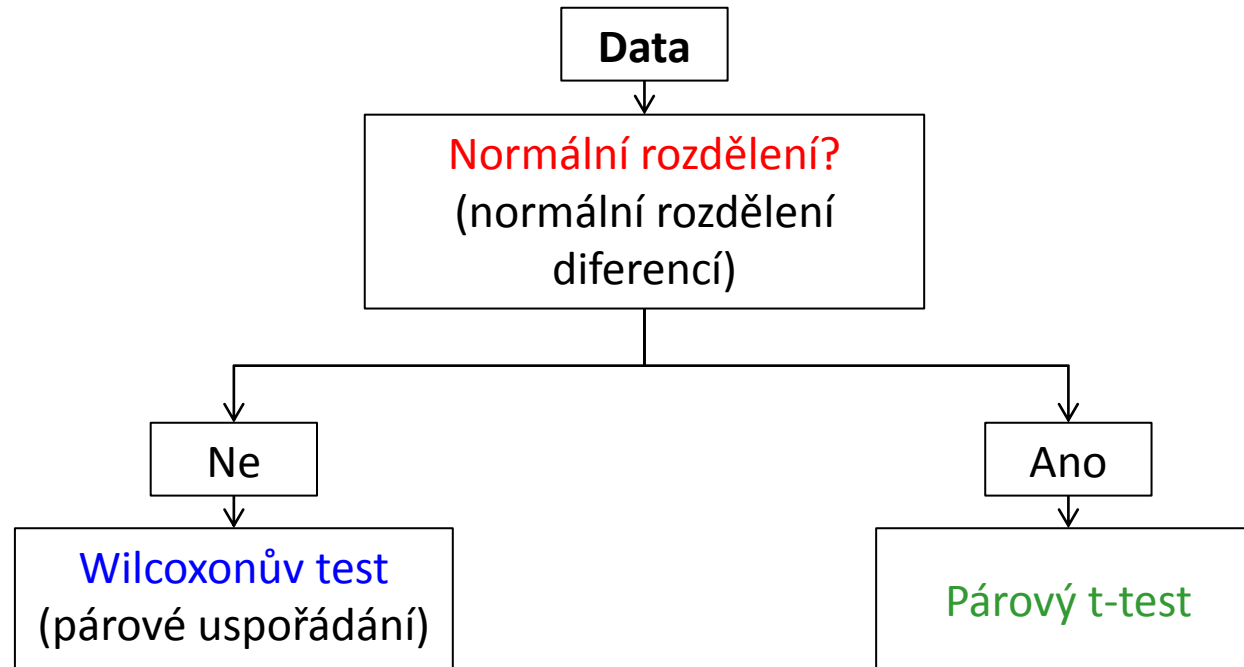 Data
Normální rozdělení?
(normální rozdělení
diferencí)
Ne
Ano
Wilcoxonův test
(párové uspořádání)
Párový t-test